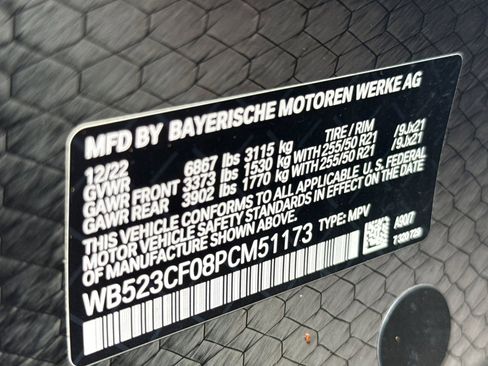 MFD BY BAYERISCHE MOTOREN WERKE AG
12/22 TIRE / RIM
GVWR 6867 lbs 3115 kg
GAWR FRONT 3373 lbs 1530 kg WITH 255/50 R21 /9Jx21
GAWR REAR 3902 lbs 1770 kg WITH 255/50 R21 /9Jx21
THIS VEHICLE CONFORMS TO ALL APPLICABLE U.S. FEDERAL
MOTOR VEHICLE SAFETY STANDARDS IN EFFECT ON THE DATE
OF MANUFACTURE SHOWN ABOVE.
WB523CF08PCM51173 TYPE: MPV